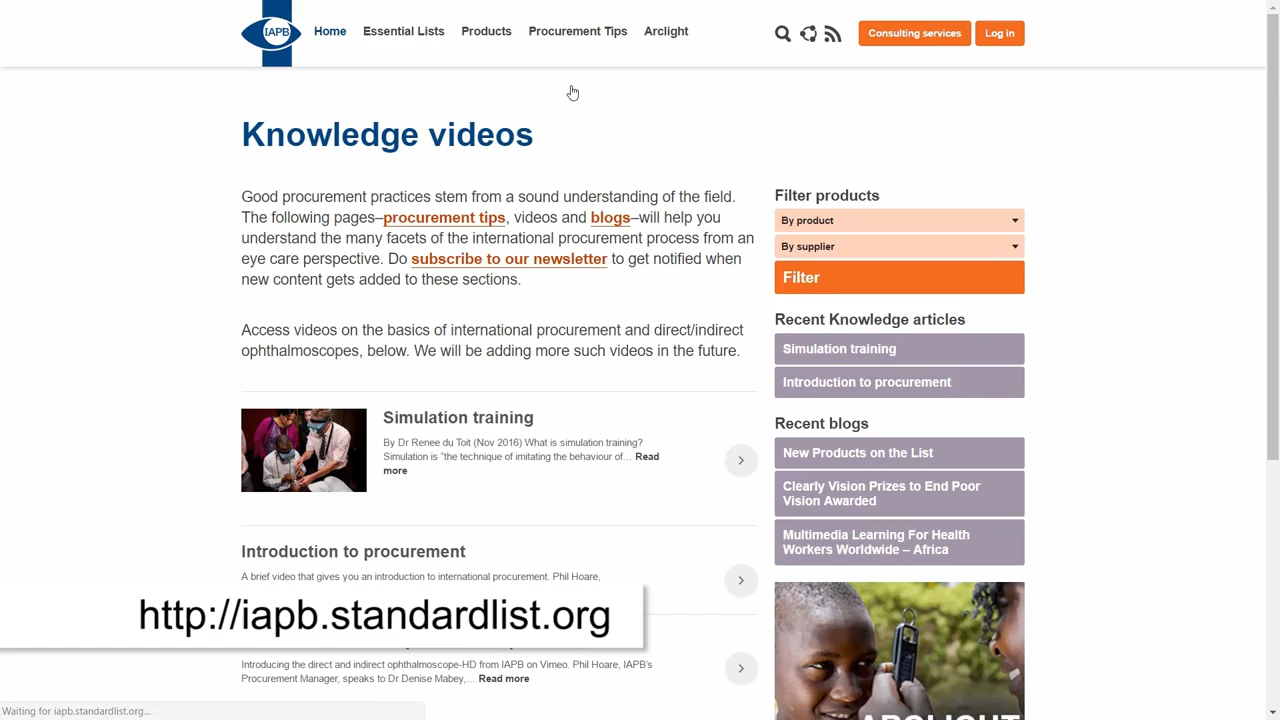 IAPB
Home
Essential Lists
Products
Procurement Tips
Arclight
Consulting services
Log in
Knowledge videos
Good procurement practices stem from a sound understanding of the field.
The following pages–procurement tips, videos and blogs–will help you
understand the many facets of the international procurement process from an
eye care perspective. Do subscribe to our newsletter to get notified when
new content gets added to these sections.
Access videos on the basics of international procurement and direct/indirect
ophthalmoscopes, below. We will be adding more such videos in the future.
Simulation training
By Dr Renee du Toit (Nov 2016) What is simulation training?
Simulation is “the technique of imitating the behaviour of… Read
more
Introduction to procurement
A brief video that gives you an introduction to international procurement. Phil Hoare,
http://iapb.standardlist.org
Introducing the direct and indirect ophthalmoscope-HD from IAPB on Vimeo. Phil Hoare, IAPB's
Procurement Manager, speaks to Dr Denise Mabey,… Read more
Filter products
By product
By supplier
Filter
Recent Knowledge articles
Simulation training
Introduction to procurement
Recent blogs
New Products on the List
Clearly Vision Prizes to End Poor
Vision Awarded
Multimedia Learning For Health
Workers Worldwide – Africa
ARCLIGHT
Waiting for iapb.standardlist.org...